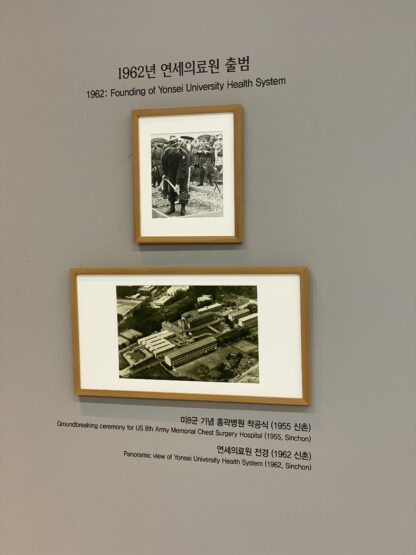 1962년 연세의료원 출범
1962: Founding of Yonsei University Health System
미8군 기념 흉곽병원 착공식 (1955 신촌)
Groundbreaking ceremony for US 8th Army Memorial Chest Surgery Hospital (1955, Sinchon)
연세의료원 전경 (1962 신촌)
Panoramic view of Yonsei University Health System (1962, Sinchon)